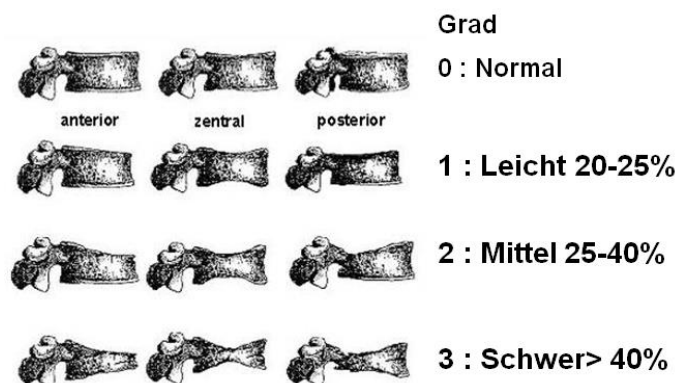 Grad
0 : Normal
anterior zentral posterior
1 : Leicht 20-25%
2 : Mittel 25-40%
3 : Schwer> 40%